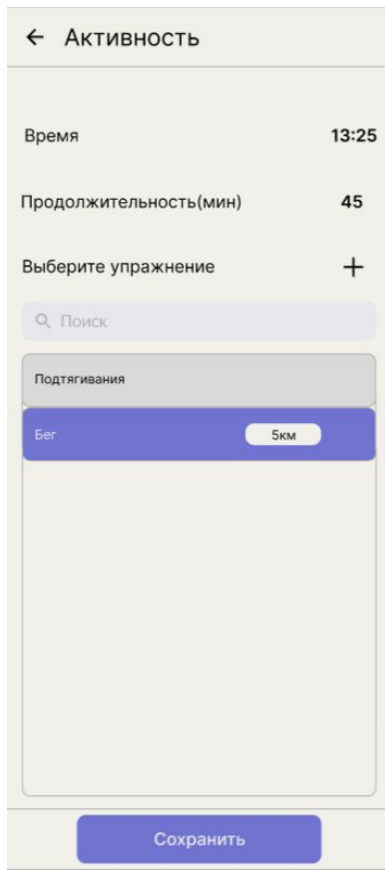 Активность
Время 13:25
Продолжительность(мин) 45
Выберите упражнение +
Поиск
Подтягивания
Бег 5км
Сохранить